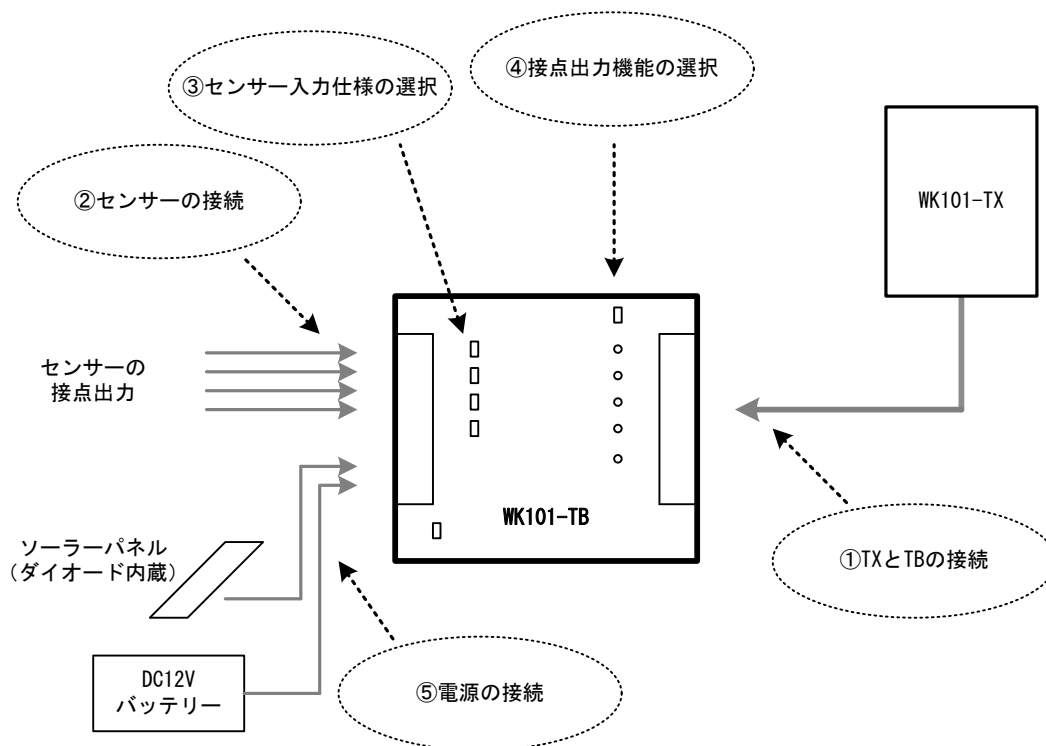 ④接点出力機能の選択
③センサー入力仕様の選択
②センサーの接続
WK101-TX
センサーの
接点出力
WK101-TB
ソーラーパネル
(ダイオード内蔵)
①TXとTBの接続
DC12V
バッテリー
⑤電源の接続